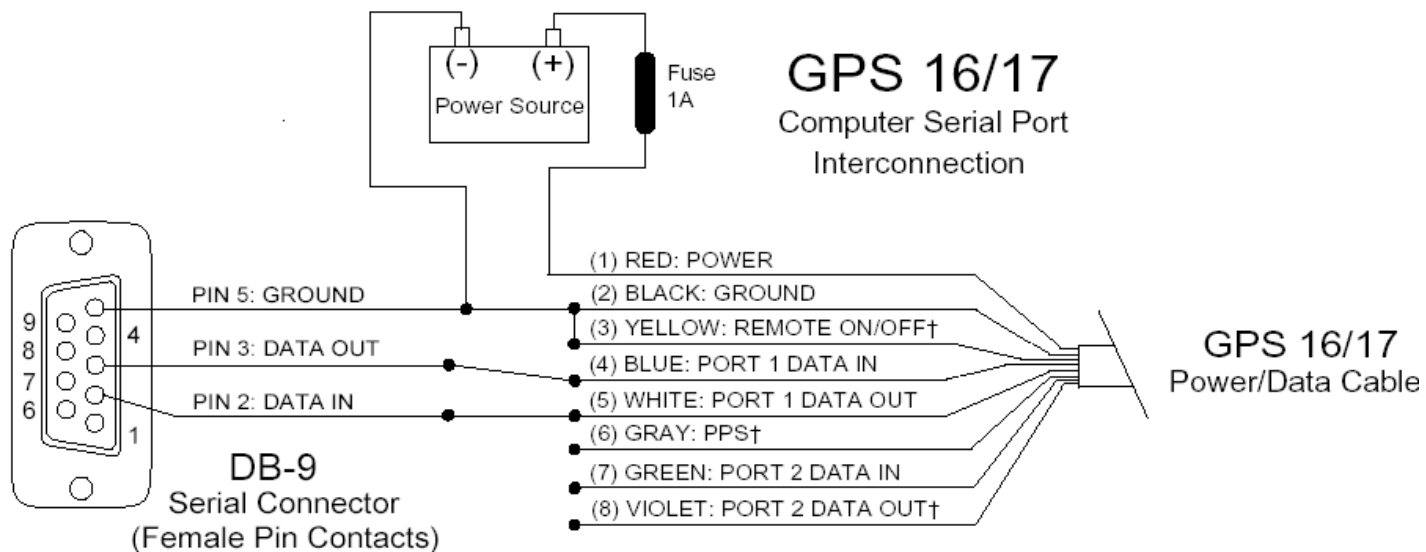 (-) (+)
Power Source
Fuse
1A
GPS 16/17
Computer Serial Port
Interconnection
(1) RED: POWER
PIN 5: GROUND
(2) BLACK: GROUND
(3) YELLOW: REMOTE ON/OFF†
PIN 3: DATA OUT
(4) BLUE: PORT 1 DATA IN
PIN 2: DATA IN
(5) WHITE: PORT 1 DATA OUT
(6) GRAY: PPS†
(7) GREEN: PORT 2 DATA IN
(8) VIOLET: PORT 2 DATA OUT†
9
8
7
6
4
1
DB-9
Serial Connector
(Female Pin Contacts)
GPS 16/17
Power/Data Cable